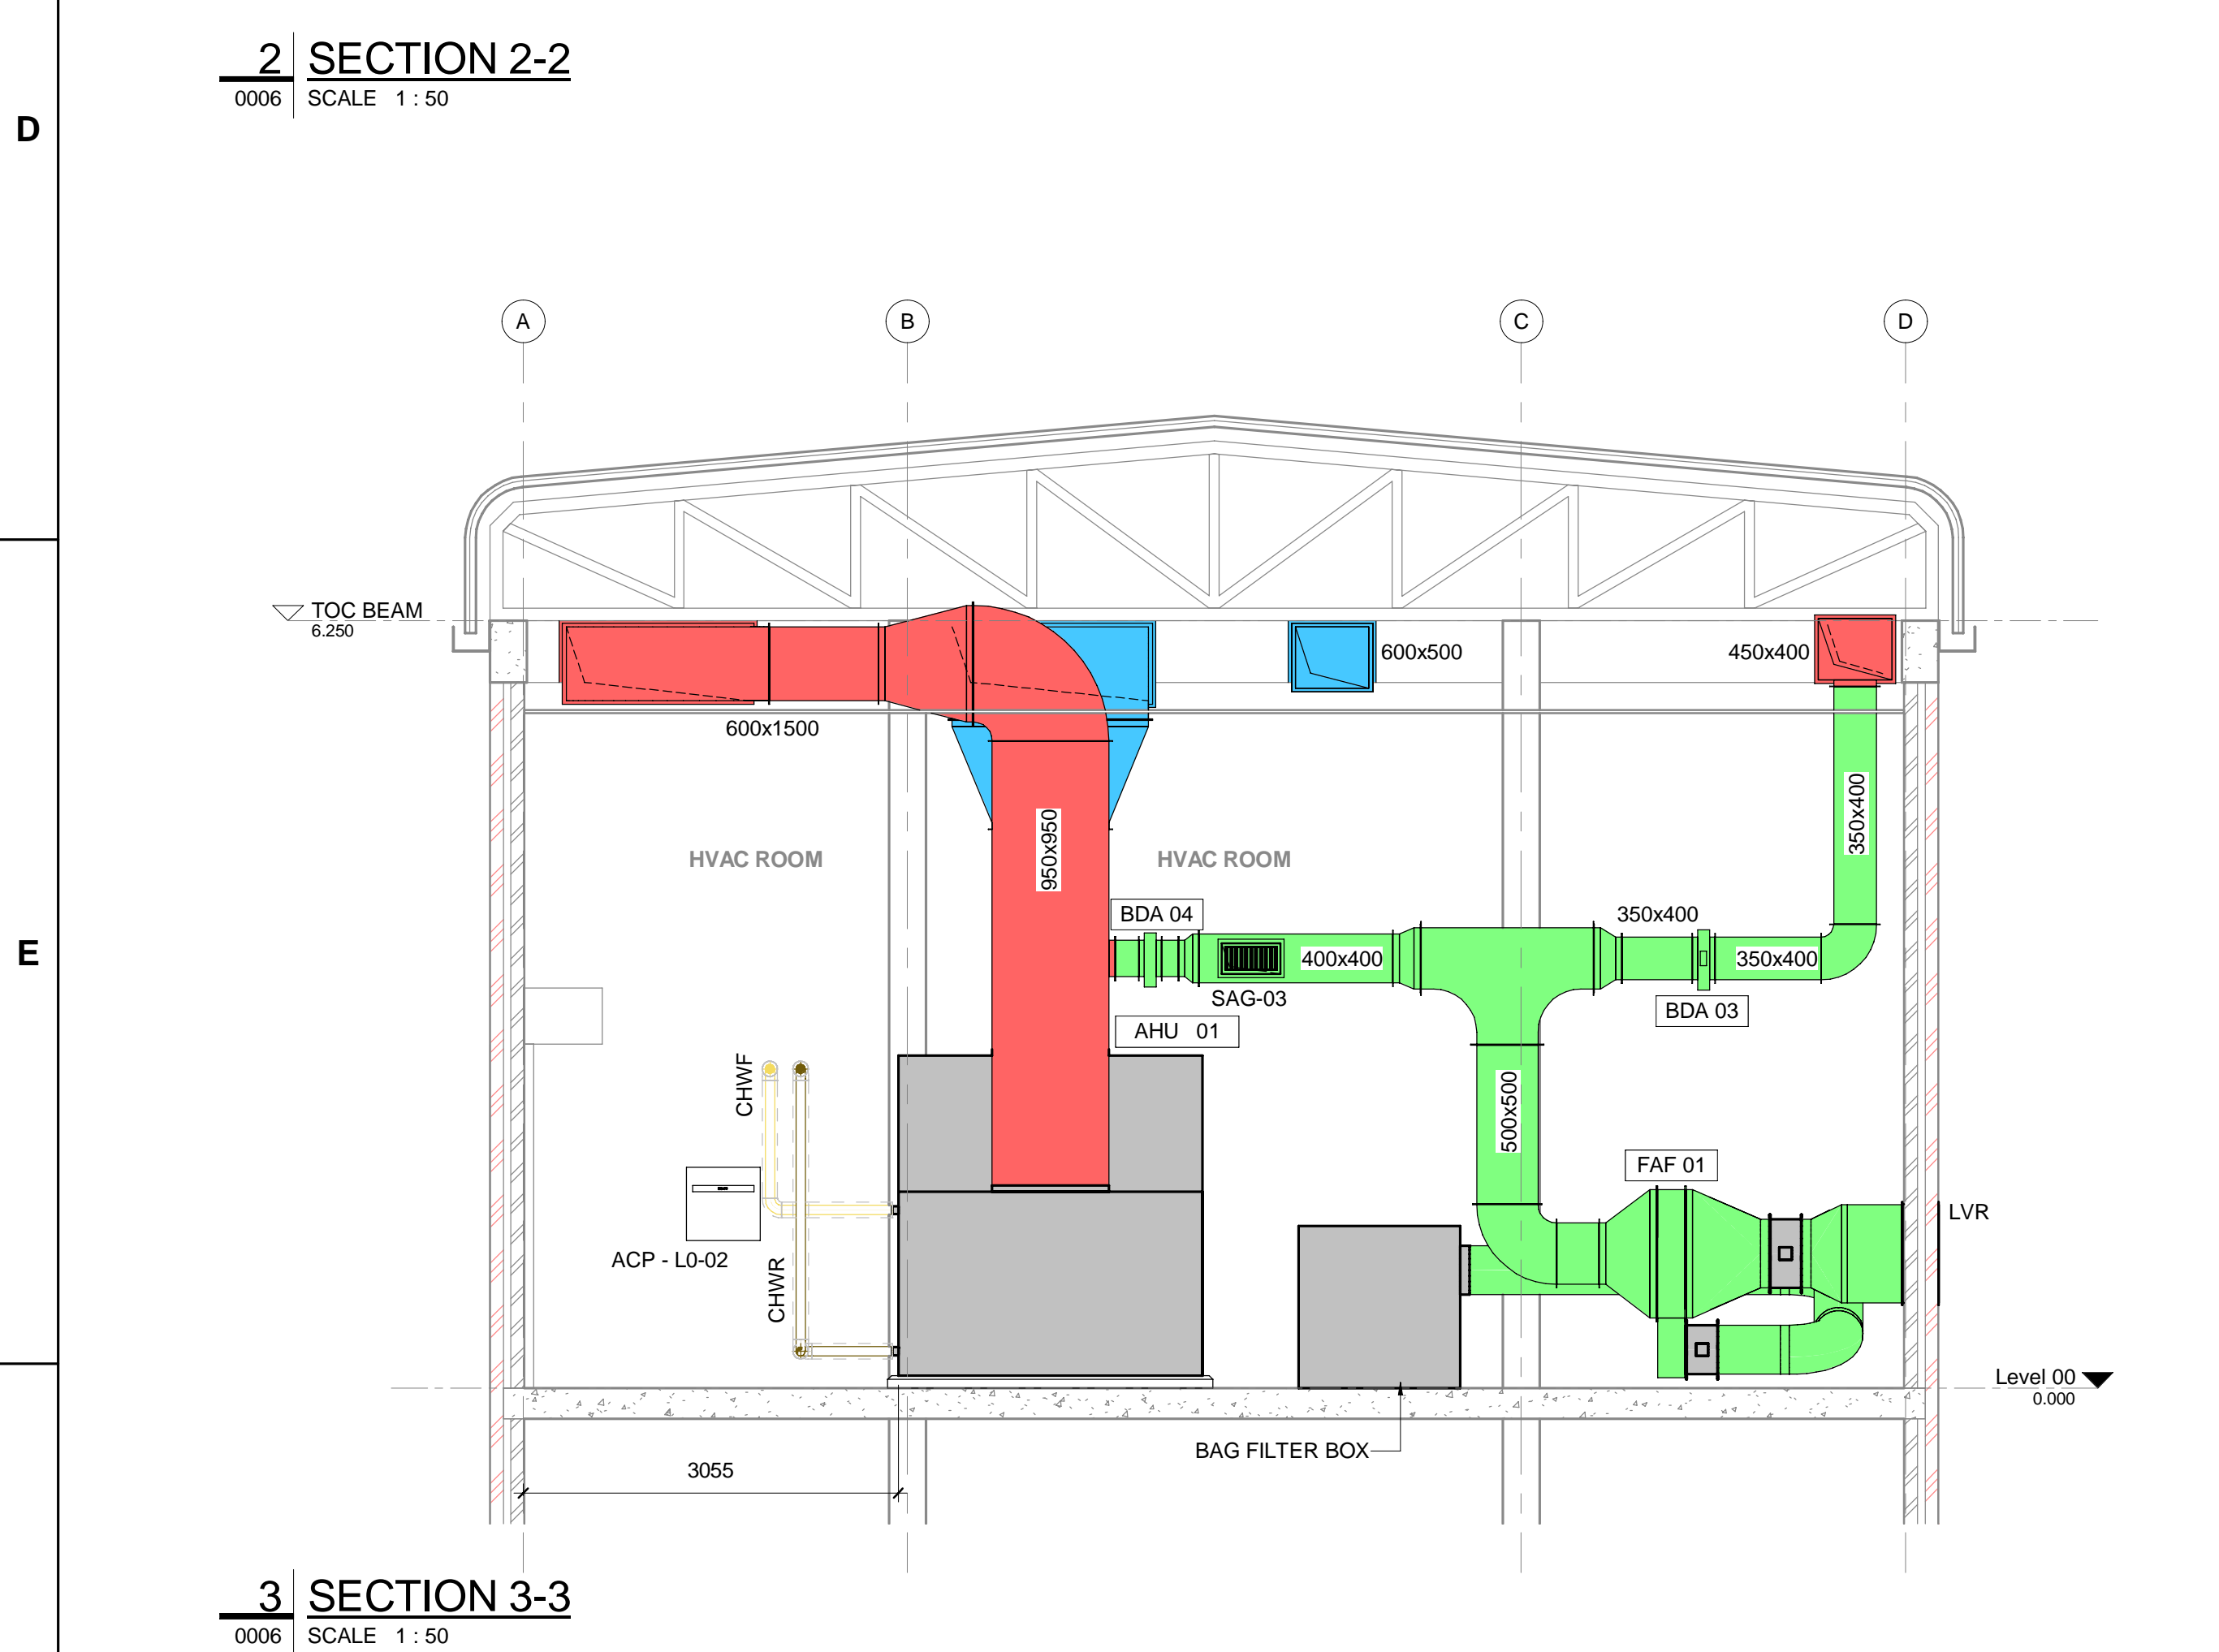 2 SECTION 2-2
0006 SCALE 1 : 50
D
A B C D
TOC BEAM
6.250
600x500
450x400
600x1500
950x950
350x400
HVAC ROOM
HVAC ROOM
BDA 04
350x400
400x400
350x400
SAG-03
BDA 03
AHU 01
E
CHWF
500x500
FAF 01
LVR
ACP - L0-02
CHWR
Level 00
0.000
BAG FILTER BOX
3055
3 SECTION 3-3
0006 SCALE 1 : 50